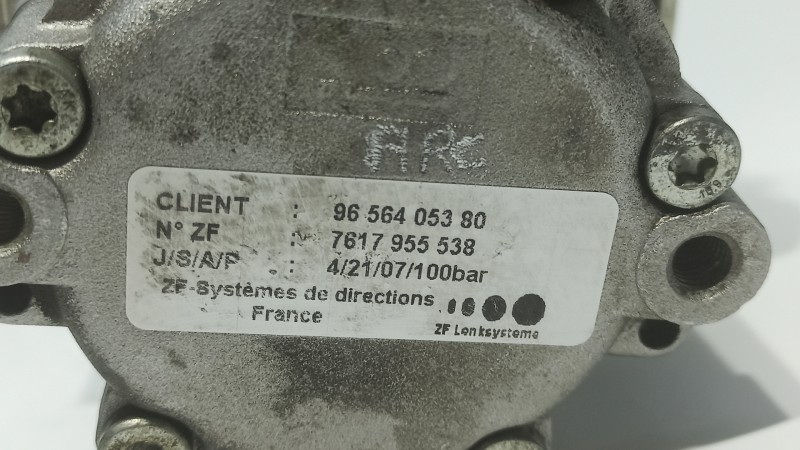 CLIENT : 96 564 053 80
N° ZF : 7617 955 538
J/S/A/P : 4/21/07/100bar
ZF-Systèmes de directions
France
ZF Lenksysteme